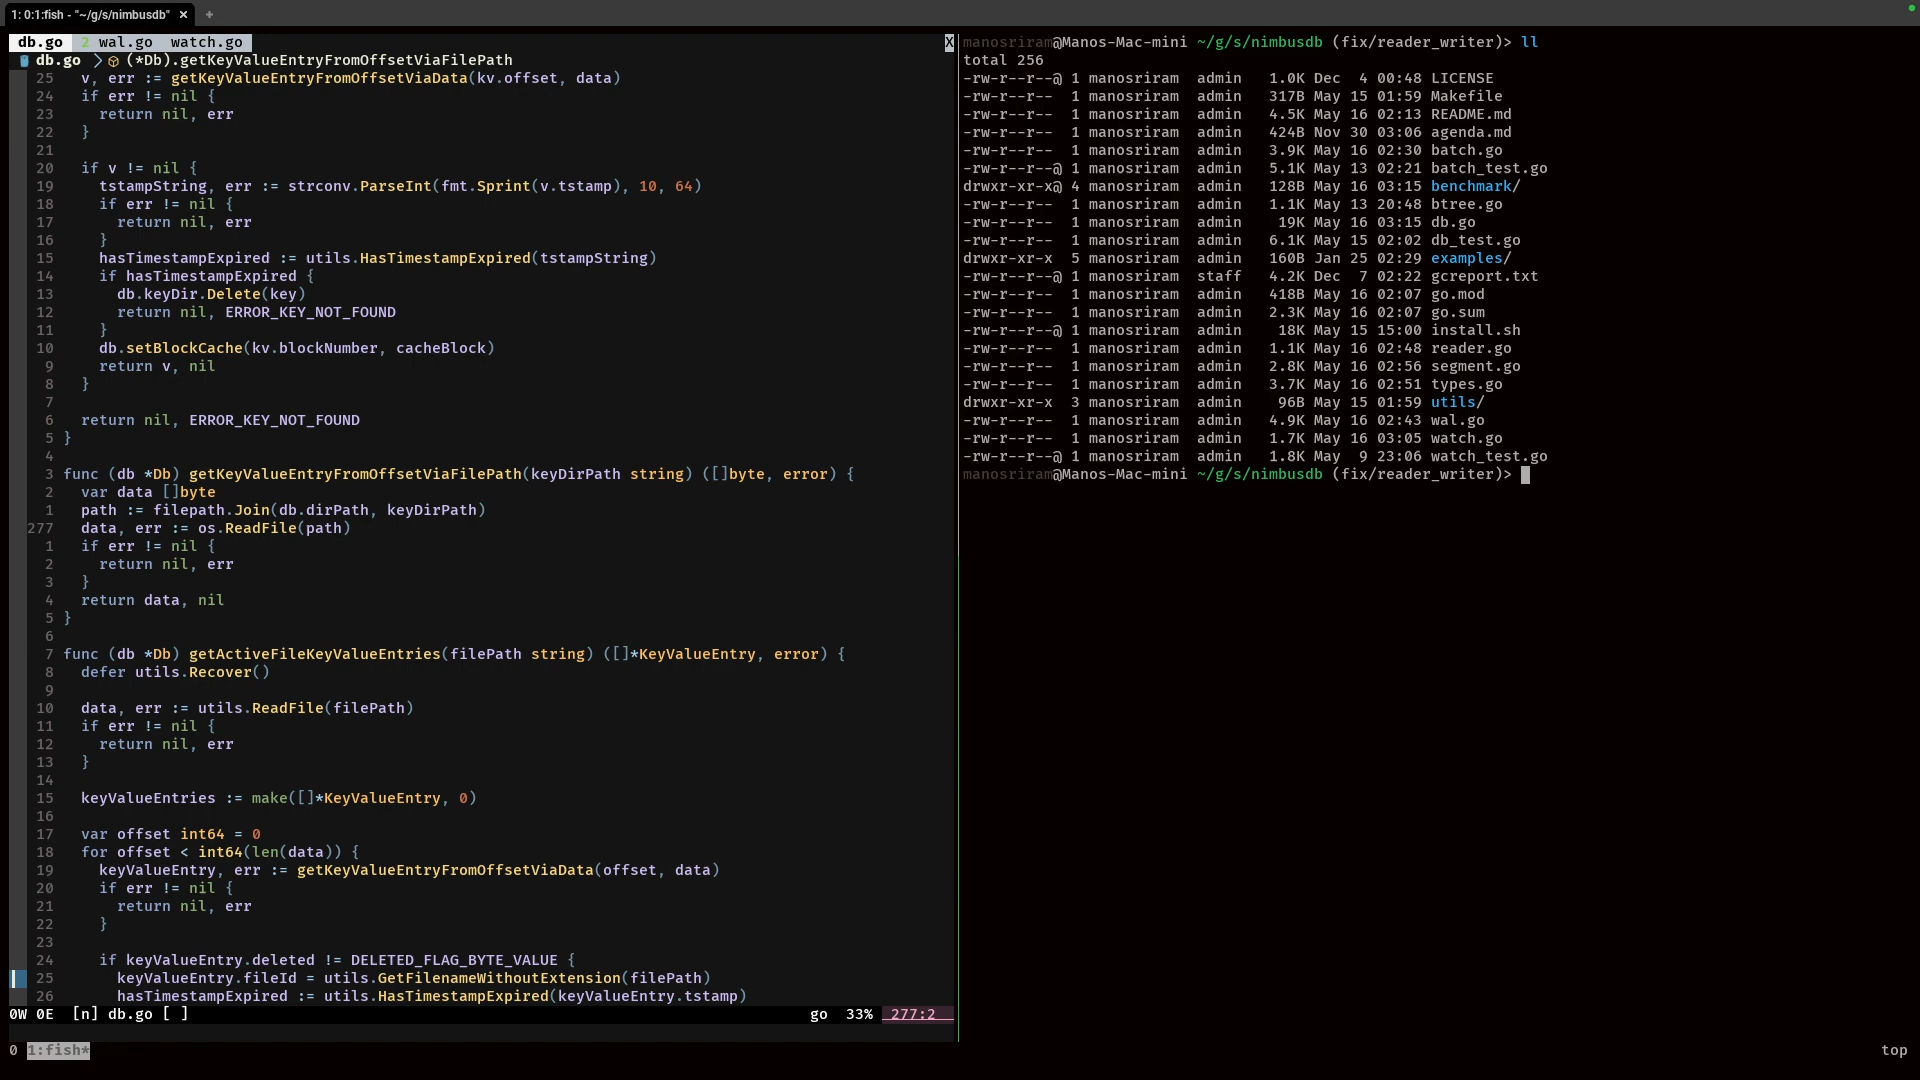 1: 0:1:fish - "~/g/s/nimbusdb" ✕ +
db.go 2 wal.go watch.go X
db.go > (*Db).getKeyValueEntryFromOffsetViaFilePath
25 v, err := getKeyValueEntryFromOffsetViaData(kv.offset, data)
24 if err != nil {
23 return nil, err
22 }
21
20 if v != nil {
19 tstampString, err := strconv.ParseInt(fmt.Sprint(v.tstamp), 10, 64)
18 if err != nil {
17 return nil, err
16 }
15 hasTimestampExpired := utils.HasTimestampExpired(tstampString)
14 if hasTimestampExpired {
13 db.keyDir.Delete(key)
12 return nil, ERROR_KEY_NOT_FOUND
11 }
10 db.setBlockCache(kv.blockNumber, cacheBlock)
9 return v, nil
8 }
7
6 return nil, ERROR_KEY_NOT_FOUND
5 }
4
3 func (db *Db) getKeyValueEntryFromOffsetViaFilePath(keyDirPath string) ([]byte, error) {
2 var data []byte
1 path := filepath.Join(db.dirPath, keyDirPath)
277 data, err := os.ReadFile(path)
1 if err != nil {
2 return nil, err
3 }
4 return data, nil
5 }
6
7 func (db *Db) getActiveFileKeyValueEntries(filePath string) ([]*KeyValueEntry, error) {
8 defer utils.Recover()
9
10 data, err := utils.ReadFile(filePath)
11 if err != nil {
12 return nil, err
13 }
14
15 keyValueEntries := make([]*KeyValueEntry, 0)
16
17 var offset int64 = 0
18 for offset < int64(len(data)) {
19 keyValueEntry, err := getKeyValueEntryFromOffsetViaData(offset, data)
20 if err != nil {
21 return nil, err
22 }
23
24 if keyValueEntry.deleted != DELETED_FLAG_BYTE_VALUE {
25 keyValueEntry.fileId = utils.GetFilenameWithoutExtension(filePath)
26 hasTimestampExpired := utils.HasTimestampExpired(keyValueEntry.tstamp)
0W 0E [n] db.go [ ] go 33% 277:2
manosriram@Manos-Mac-mini ~/g/s/nimbusdb (fix/reader_writer)> ll
total 256
-rw-r--r--@ 1 manosriram admin 1.0K Dec 4 00:48 LICENSE
-rw-r--r-- 1 manosriram admin 317B May 15 01:59 Makefile
-rw-r--r-- 1 manosriram admin 4.5K May 16 02:13 README.md
-rw-r--r-- 1 manosriram admin 424B Nov 30 03:06 agenda.md
-rw-r--r-- 1 manosriram admin 3.9K May 16 02:30 batch.go
-rw-r--r--@ 1 manosriram admin 5.1K May 13 02:21 batch_test.go
drwxr-xr-x@ 4 manosriram admin 128B May 16 03:15 benchmark/
-rw-r--r-- 1 manosriram admin 1.1K May 13 20:48 btree.go
-rw-r--r-- 1 manosriram admin 19K May 16 03:15 db.go
-rw-r--r-- 1 manosriram admin 6.1K May 15 02:02 db_test.go
drwxr-xr-x 5 manosriram admin 160B Jan 25 02:29 examples/
-rw-r--r--@ 1 manosriram staff 4.2K Dec 7 02:22 gcreport.txt
-rw-r--r-- 1 manosriram admin 418B May 16 02:07 go.mod
-rw-r--r-- 1 manosriram admin 2.3K May 16 02:07 go.sum
-rw-r--r--@ 1 manosriram admin 18K May 15 15:00 install.sh
-rw-r--r-- 1 manosriram admin 1.1K May 16 02:48 reader.go
-rw-r--r-- 1 manosriram admin 2.8K May 16 02:56 segment.go
-rw-r--r-- 1 manosriram admin 3.7K May 16 02:51 types.go
drwxr-xr-x 3 manosriram admin 96B May 15 01:59 utils/
-rw-r--r-- 1 manosriram admin 4.9K May 16 02:43 wal.go
-rw-r--r-- 1 manosriram admin 1.7K May 16 03:05 watch.go
-rw-r--r--@ 1 manosriram admin 1.8K May 9 23:06 watch_test.go
manosriram@Manos-Mac-mini ~/g/s/nimbusdb (fix/reader_writer)>
0 1:fish* top